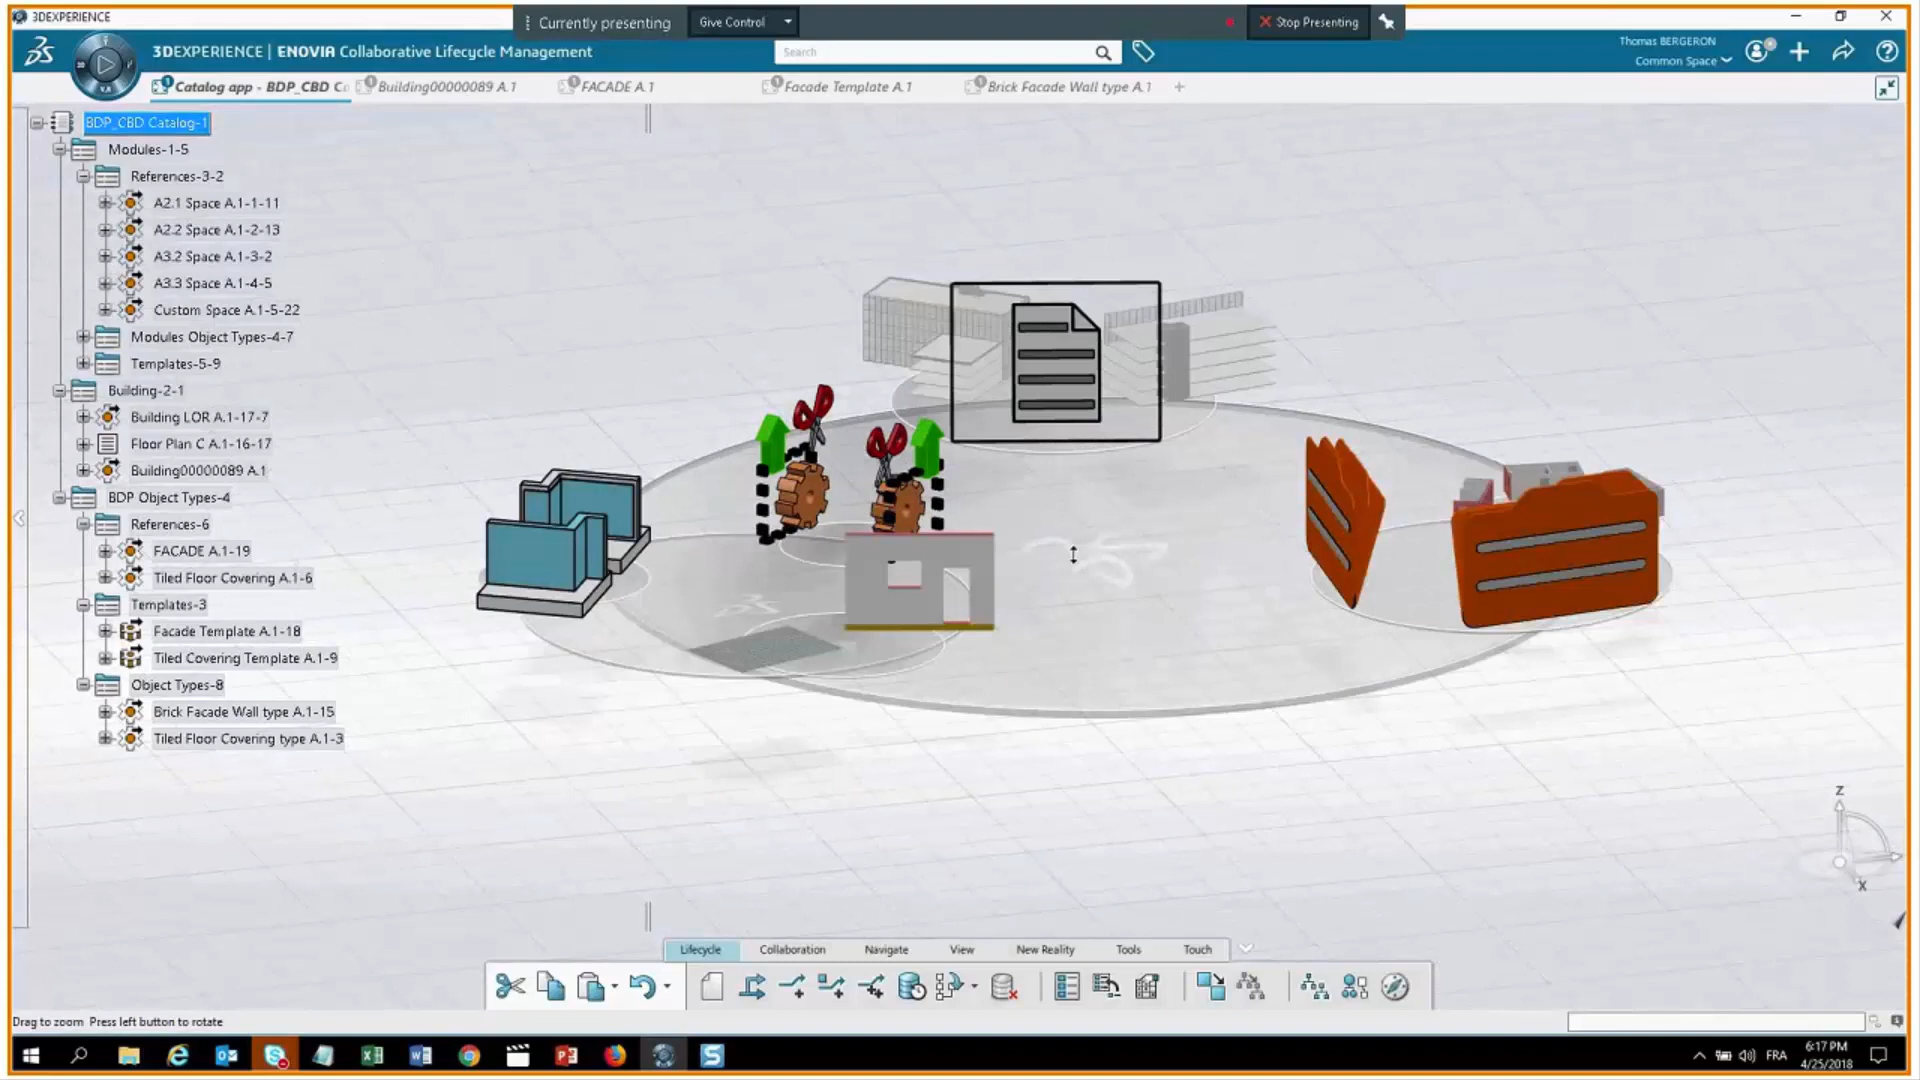 3DEXPERIENCE
Currently presenting
Give Control
Stop Presenting
3DEXPERIENCE | ENOVIA Collaborative Lifecycle Management
Search
Thomas BERGERON
Common Space
Catalog app - BDP_CBD Ca
Building00000089 A.1
FACADE A.1
Facade Template A.1
Brick Facade Wall type A.1
BDP_CBD Catalog-1
Modules-1-5
References-3-2
A2.1 Space A.1-1-11
A2.2 Space A.1-2-13
A3.2 Space A.1-3-2
A3.3 Space A.1-4-5
Custom Space A.1-5-22
Modules Object Types-4-7
Templates-5-9
Building-2-1
Building LOR A.1-17-7
Floor Plan C A.1-16-17
Building00000089 A.1
BDP Object Types-4
References-6
FACADE A.1-19
Tiled Floor Covering A.1-6
Templates-3
Facade Template A.1-18
Tiled Covering Template A.1-9
Object Types-8
Brick Facade Wall type A.1-15
Tiled Floor Covering type A.1-3
Z
X
Lifecycle
Collaboration
Navigate
View
New Reality
Tools
Touch
Drag to zoom Press left button to rotate
FRA
6:17 PM
4/25/2018